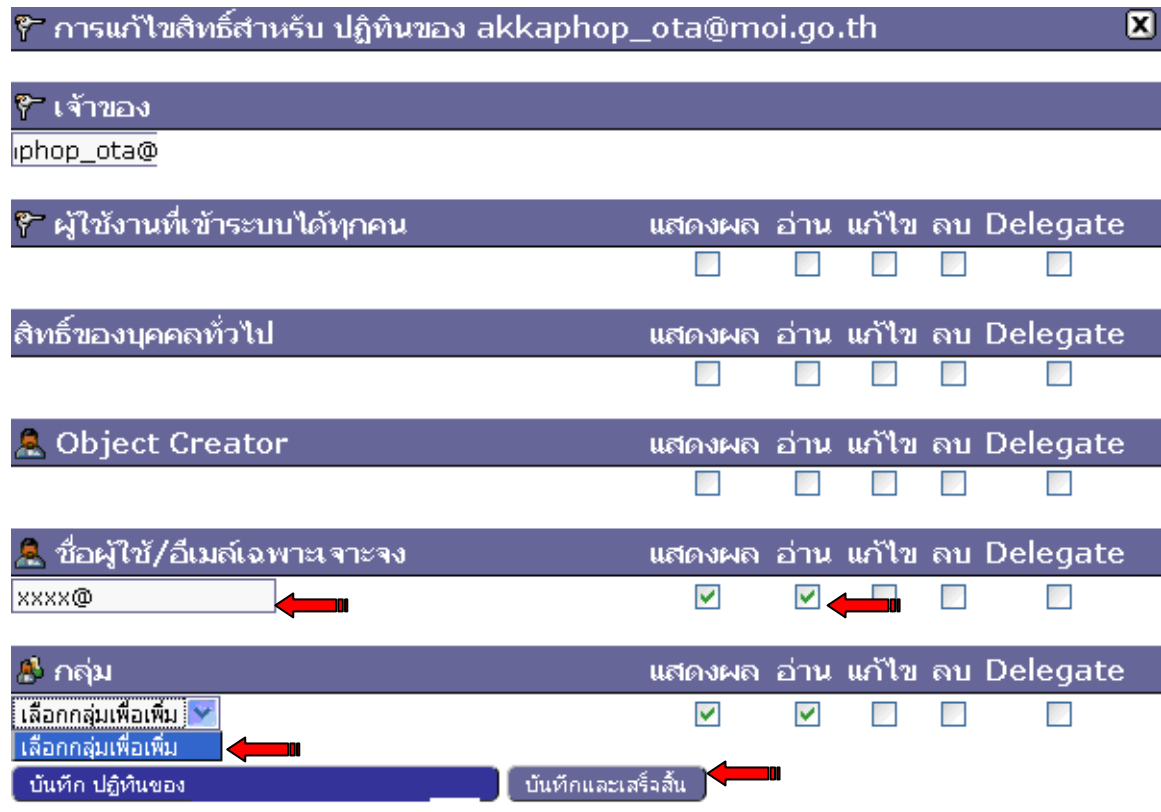 การแก้ไขสิทธิ์สำหรับ ปฏิทินของ akkaphop_ota@moi.go.th
เจ้าของ
phop_ota@
ผู้ใช้งานที่เข้าระบบได้ทุกคน แสดงผล อ่าน แก้ไข ลบ Delegate
สิทธิ์ของบุคคลทั่วไป แสดงผล อ่าน แก้ไข ลบ Delegate
Object Creator แสดงผล อ่าน แก้ไข ลบ Delegate
ชื่อผู้ใช้/อีเมล์เฉพาะเจาะจง แสดงผล อ่าน แก้ไข ลบ Delegate
xxxx@
กลุ่ม แสดงผล อ่าน แก้ไข ลบ Delegate
เลือกกลุ่มเพื่อเพิ่ม
เลือกกลุ่มเพื่อเพิ่ม
บันทึก ปฏิทินของ บันทึกและเสร็จสิ้น